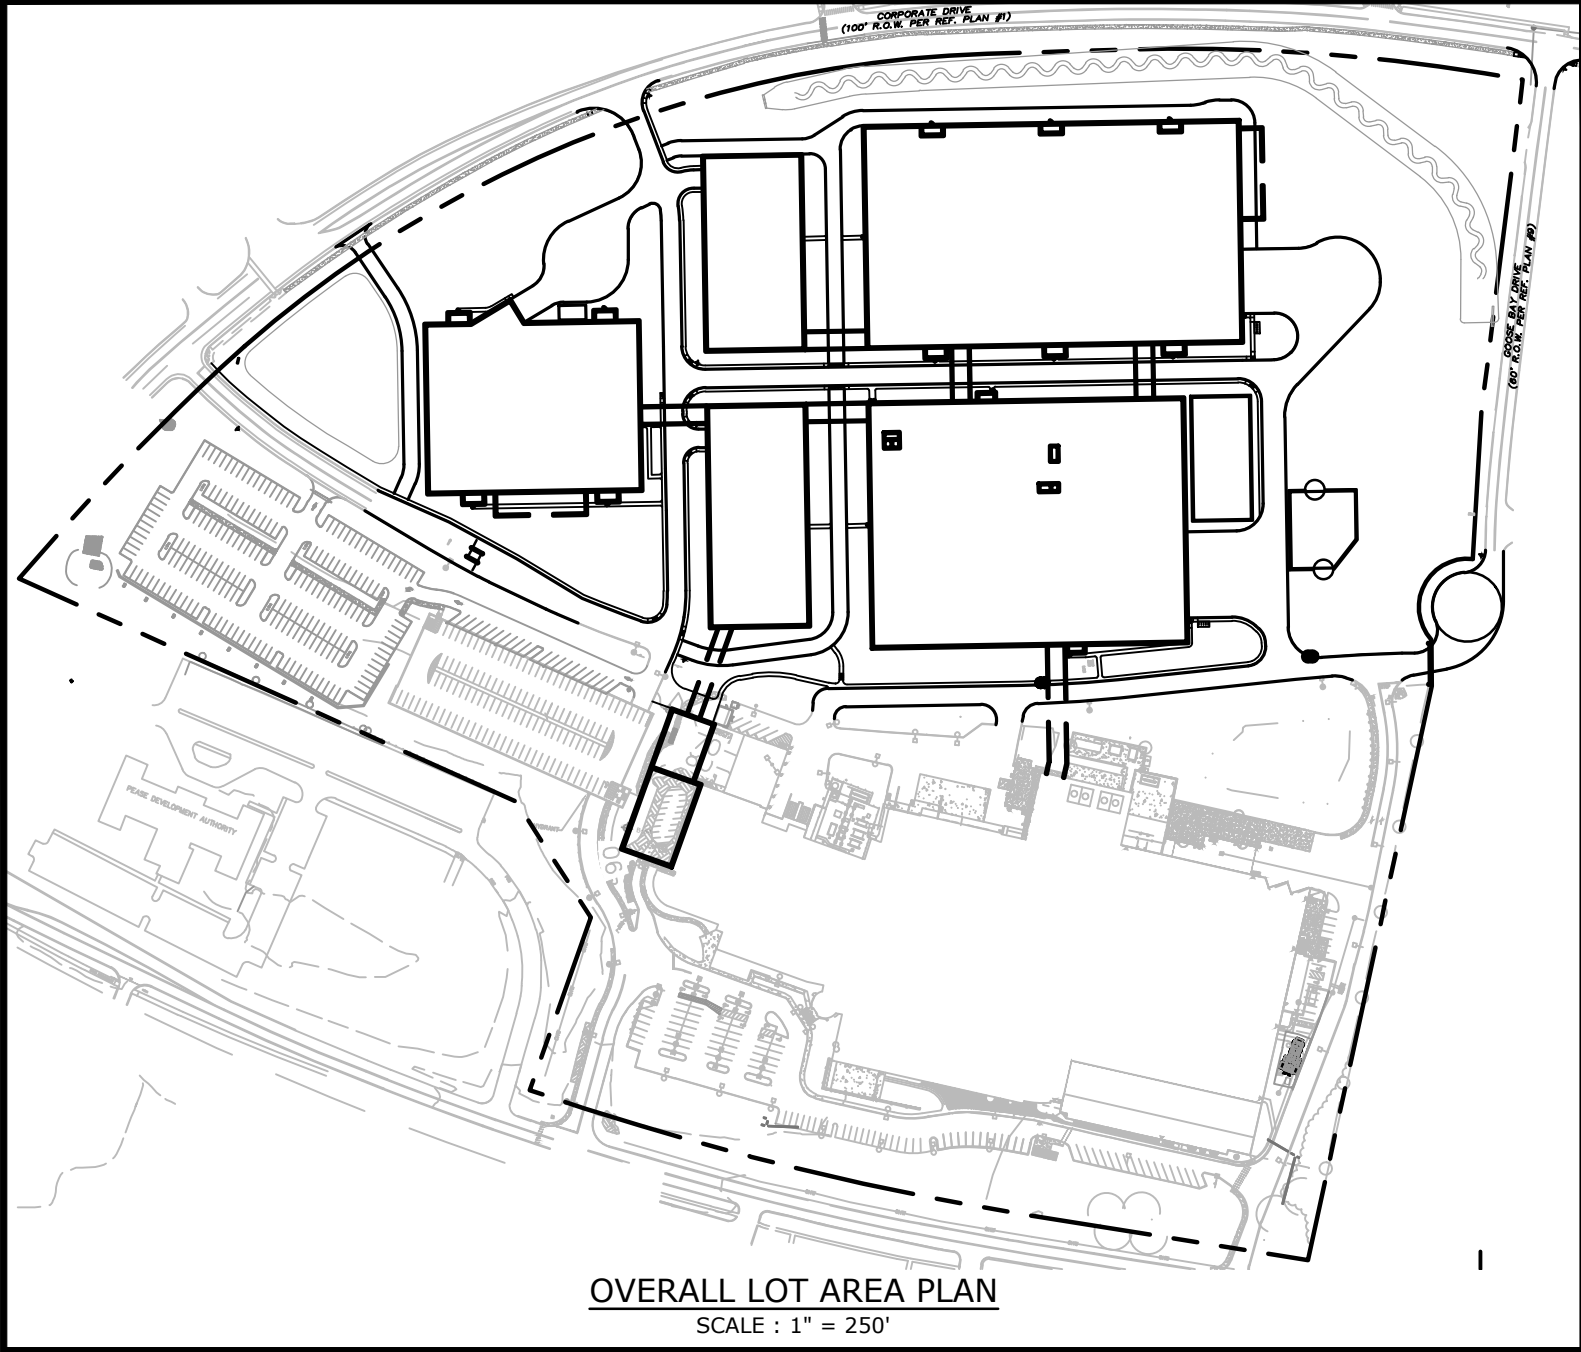 CORPORATE DRIVE
(100' R.O.W. PER REF. PLAN #1)
GOOSE BAY DRIVE
(60' R.O.W. PER REF. PLAN #9)
PEASE DEVELOPMENT AUTHORITY
OVERALL LOT AREA PLAN
SCALE : 1" = 250'